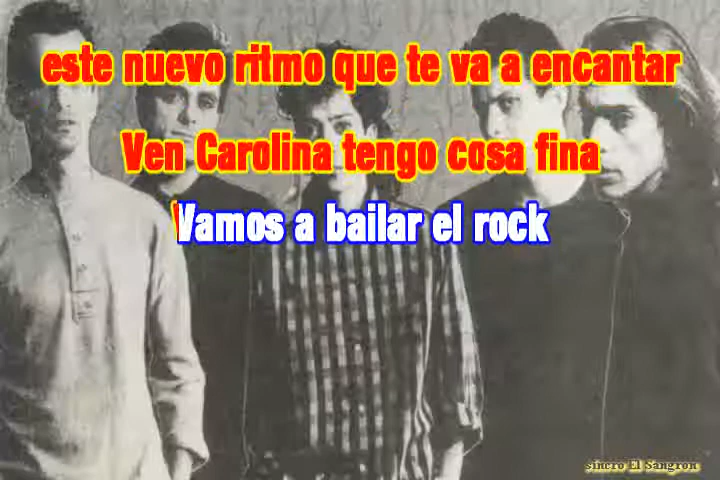 este nuevo ritmo que te va a encantar
Ven Carolina tengo cosa fina
Vamos a bailar el rock
sincro El Sangron